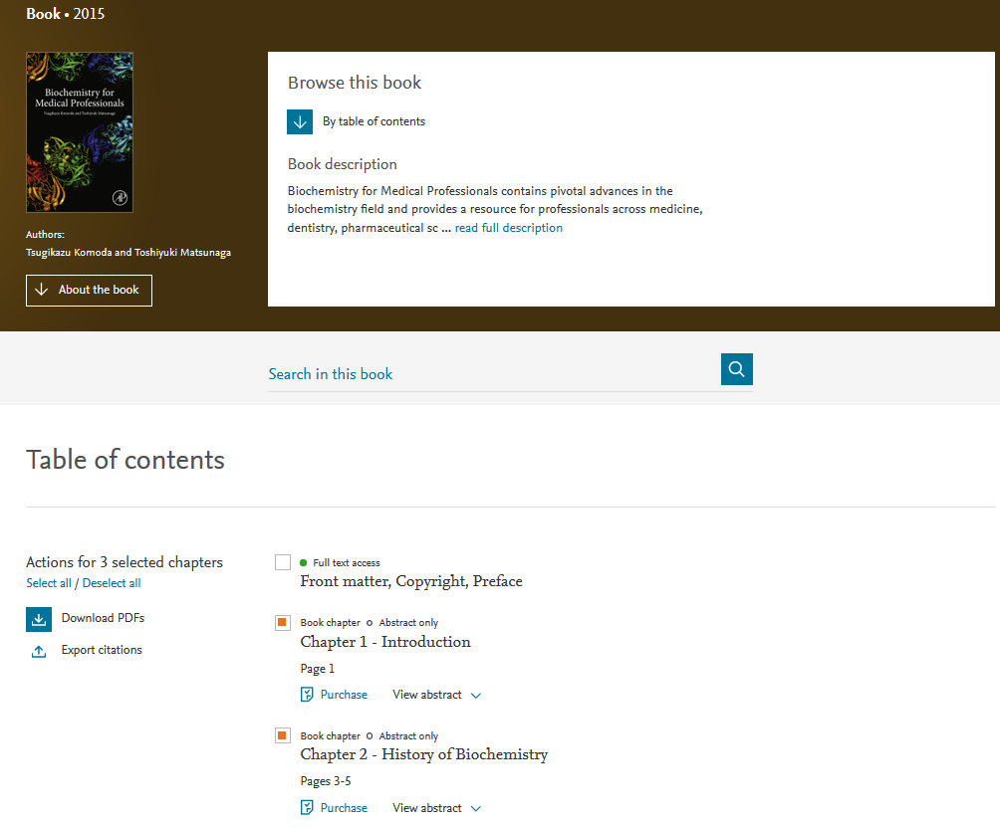 Book • 2015
Biochemistry for
Medical Professionals
Tsugikazu Komoda and Toshiyuki Matsunaga
Authors:
Tsugikazu Komoda and Toshiyuki Matsunaga
About the book
Browse this book
By table of contents
Book description
Biochemistry for Medical Professionals contains pivotal advances in the
biochemistry field and provides a resource for professionals across medicine,
dentistry, pharmaceutical sc ... read full description
Search in this book
Table of contents
Actions for 3 selected chapters
Select all / Deselect all
Download PDFs
Export citations
Full text access
Front matter, Copyright, Preface
Book chapter Abstract only
Chapter 1 - Introduction
Page 1
Purchase View abstract
Book chapter Abstract only
Chapter 2 - History of Biochemistry
Pages 3-5
Purchase View abstract